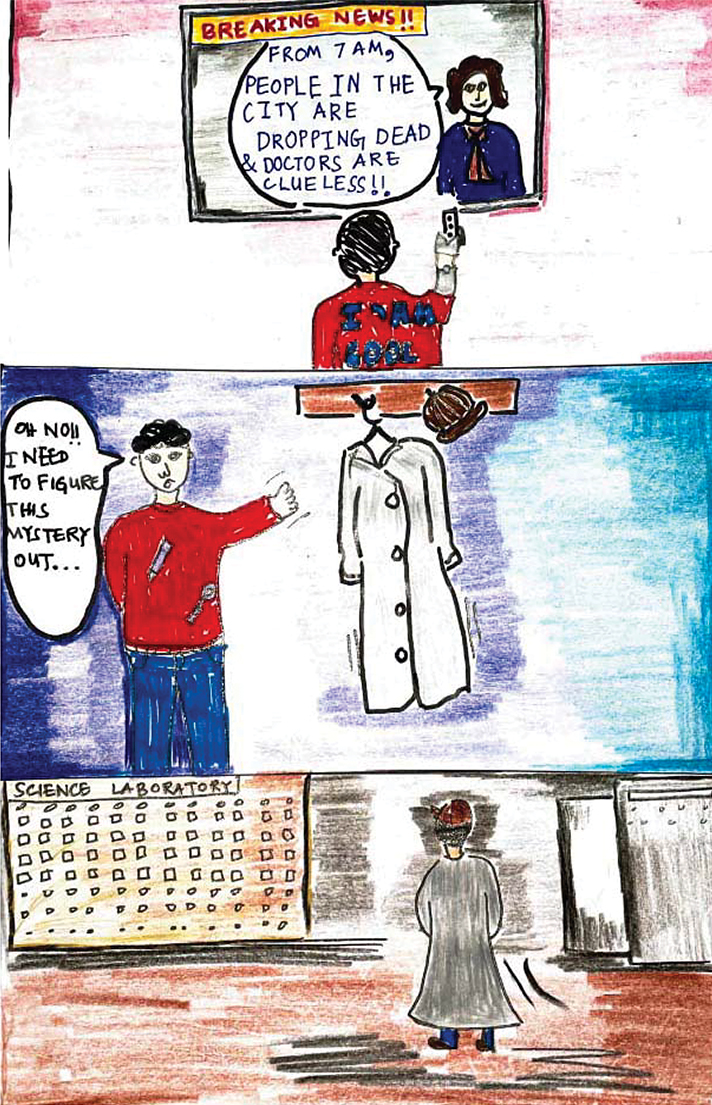 BREAKING NEWS!!
FROM 7 AM,
PEOPLE IN THE
CITY ARE
DROPPING DEAD
& DOCTORS ARE
CLUELESS!!
I AM
COOL
OH NO!!
I NEED
TO FIGURE
THIS
MYSTERY
OUT...
SCIENCE LABORATORY!